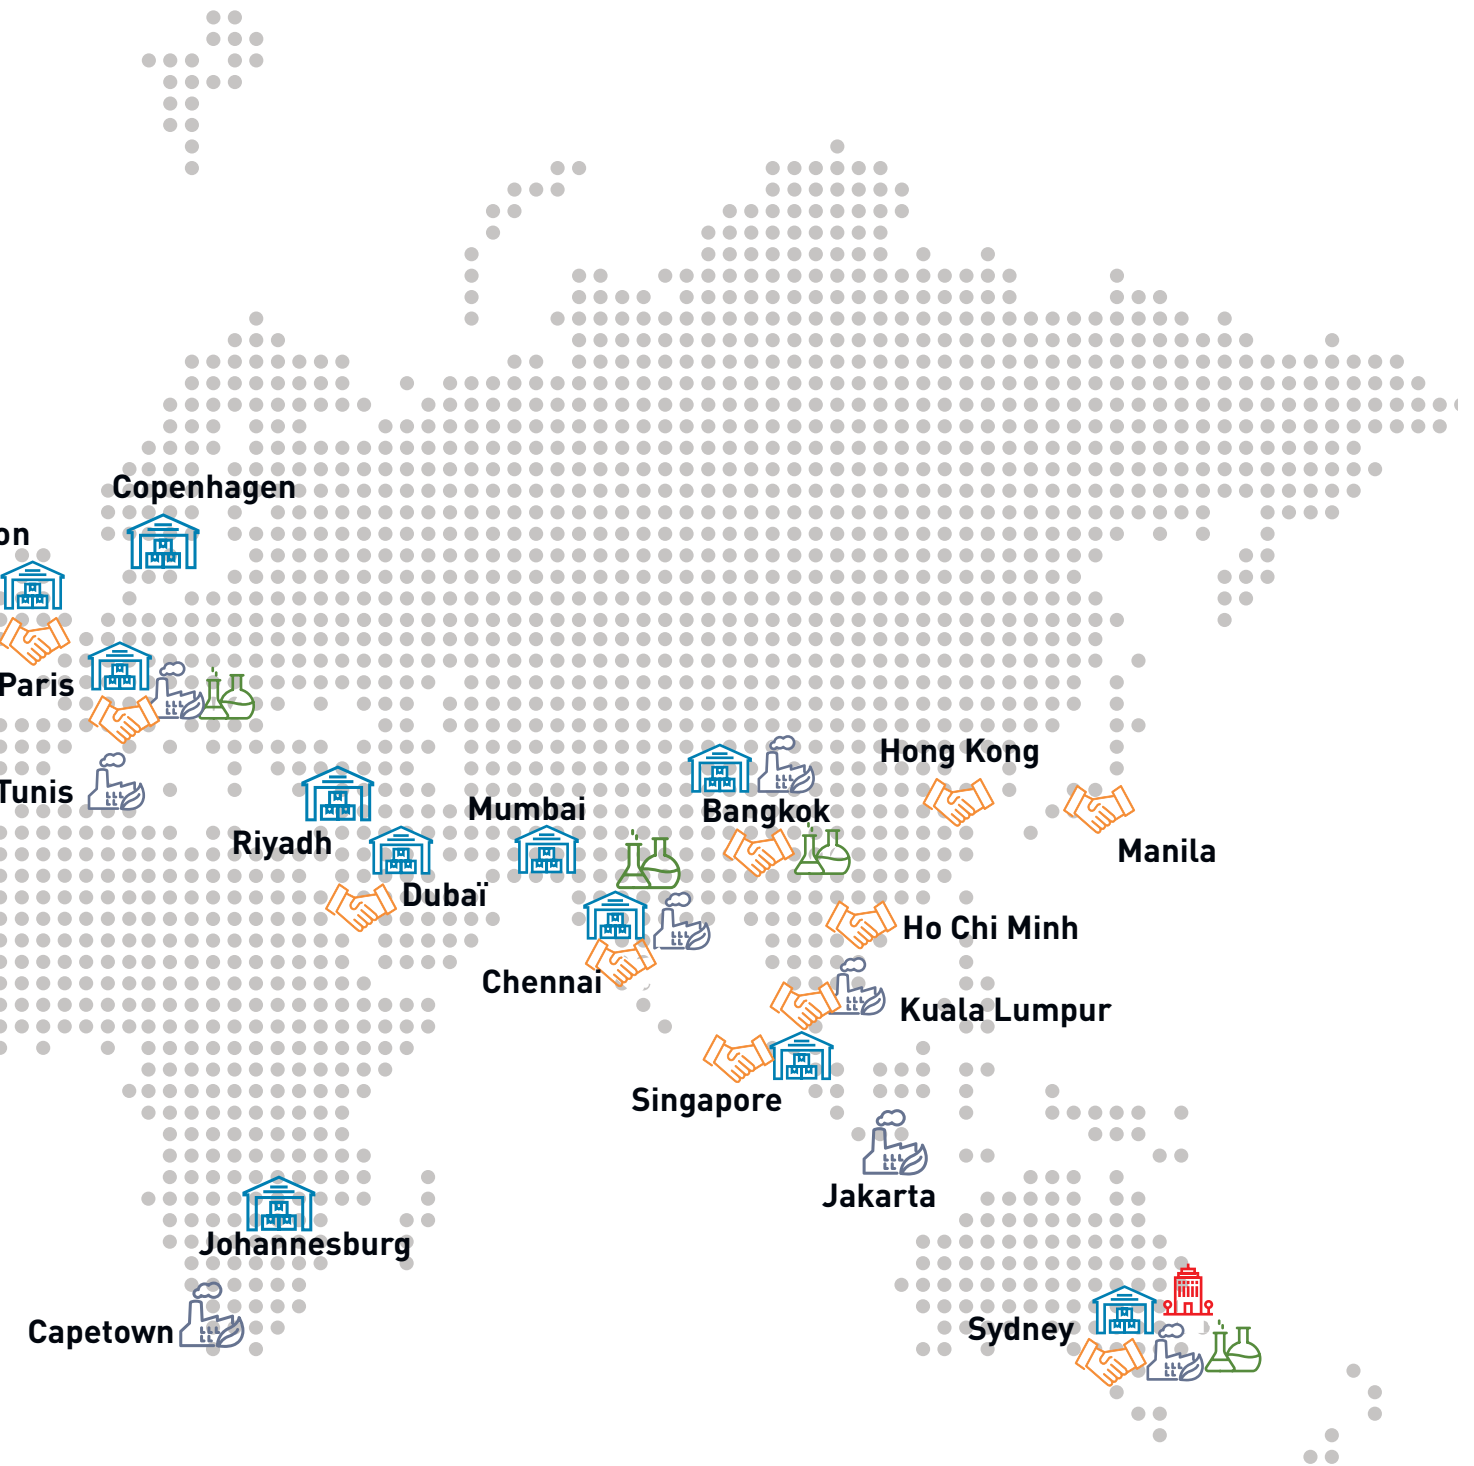 Copenhagen
on
Paris
Tunis
Hong Kong
Mumbai
Bangkok
Riyadh
Manila
Dubaï
Ho Chi Minh
Chennai
Kuala Lumpur
Singapore
Jakarta
Johannesburg
Capetown
Sydney